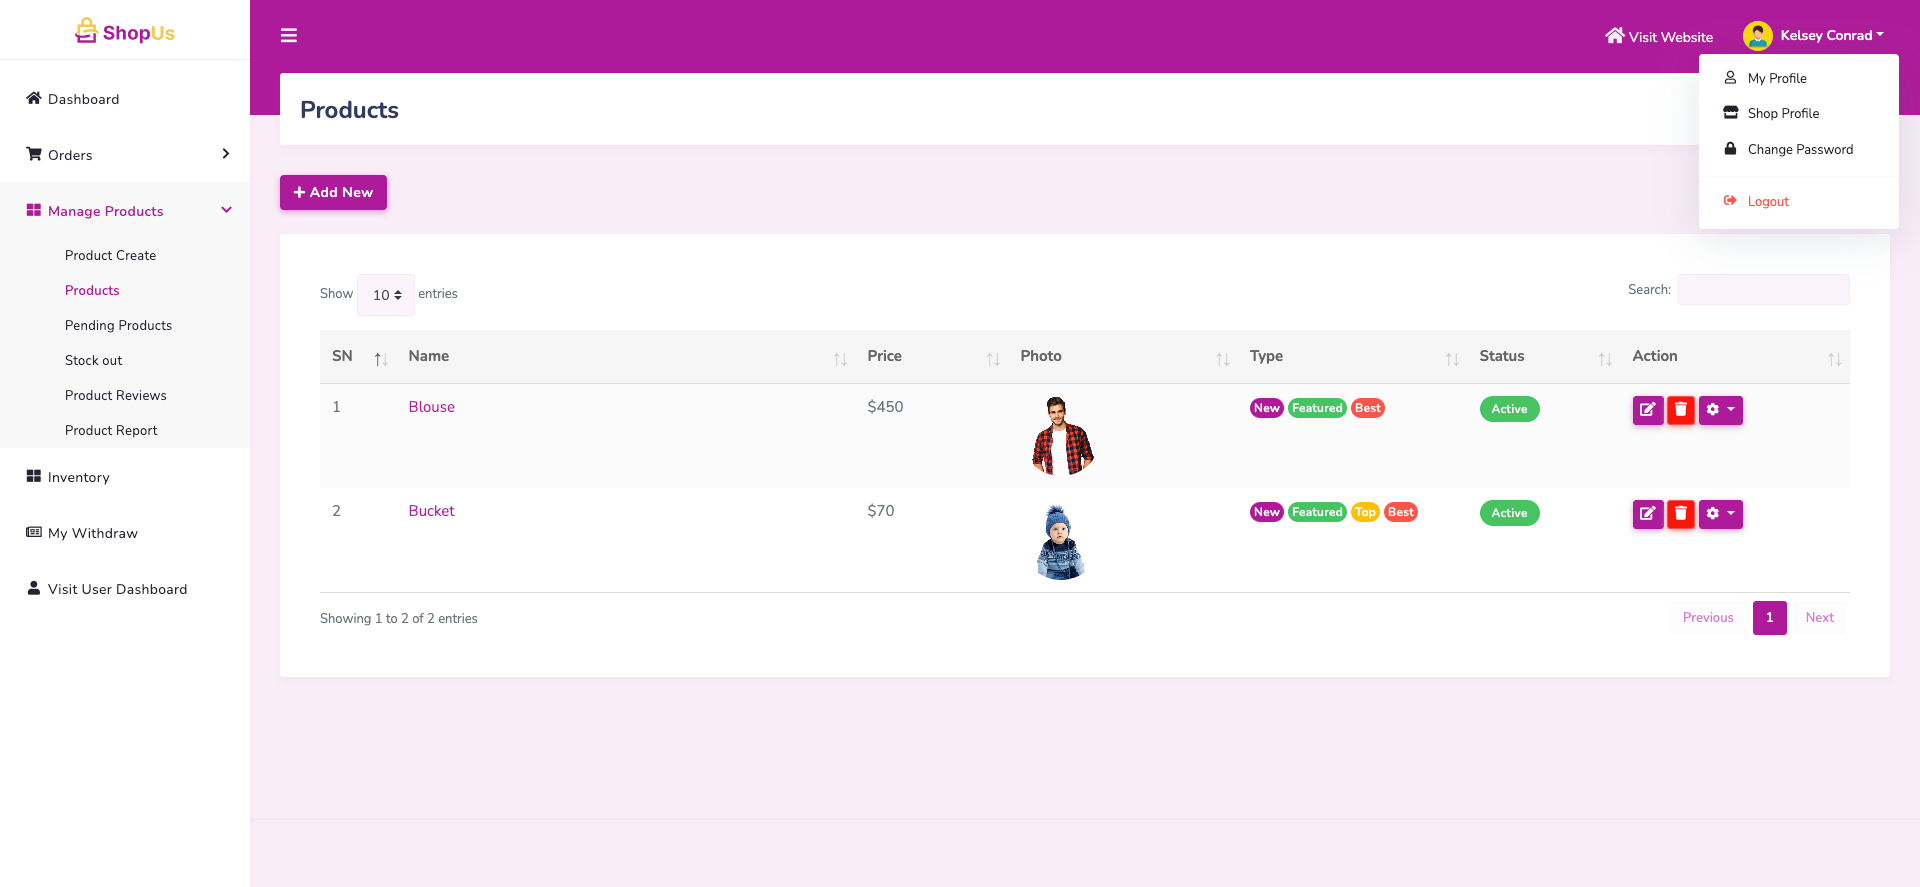 ShopUs
Visit Website
Kelsey Conrad
My Profile
Shop Profile
Change Password
Logout
Dashboard
Orders
Manage Products
Product Create
Products
Pending Products
Stock out
Product Reviews
Product Report
Inventory
My Withdraw
Visit User Dashboard
Products
Add New
Show 10 entries
Search:
SN Name Price Photo Type Status Action
1 Blouse $450 New Featured Best Active
2 Bucket $70 New Featured Top Best Active
Showing 1 to 2 of 2 entries
Previous 1 Next